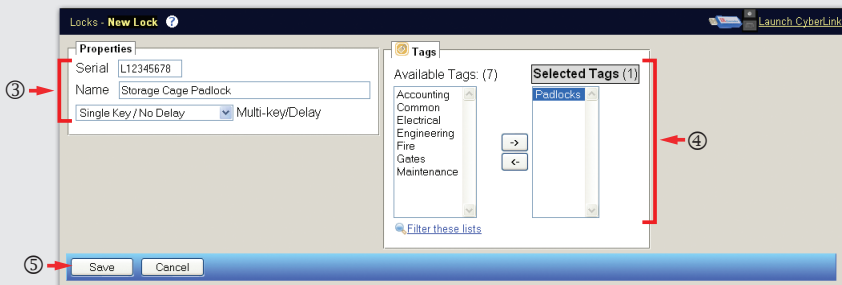 Locks - New Lock ?
Launch CyberLink
Properties
Serial L12345678
Name Storage Cage Padlock
Single Key / No Delay Multi-key/Delay
③
Tags
Available Tags: (7)
Accounting
Common
Electrical
Engineering
Fire
Gates
Maintenance
->
<-
Selected Tags (1)
Padlocks
④
Filter these lists
⑤
Save Cancel